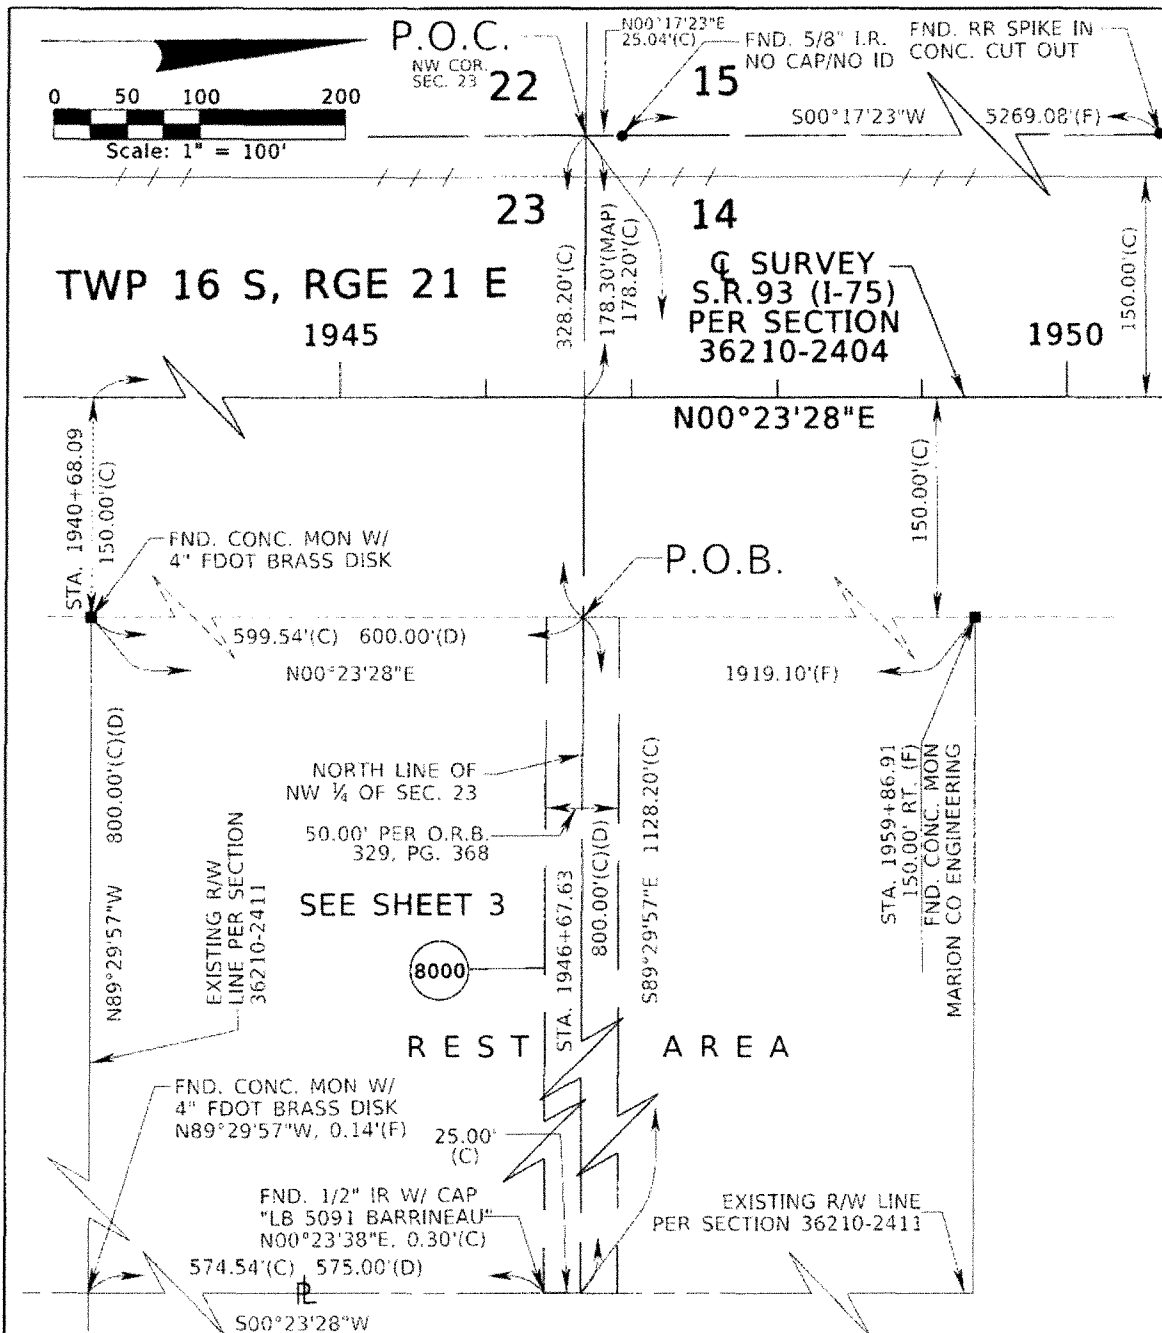 P.O.C.
NW COR.
SEC. 23
22
N00°17'23"E
25.04'(C)
FND. 5/8" I.R.
NO CAP/NO ID
FND. RR SPIKE IN
CONC. CUT OUT
15
0 50 100 200
Scale: 1" = 100'
S00°17'23"W 5269.08'(F)
23
14
TWP 16 S, RGE 21 E
328.20'(C)
178.30'(MAP)
178.20'(C)
℄ SURVEY
S.R.93 (I-75)
PER SECTION
36210-2404
150.00'(C)
1945
1950
N00°23'28"E
STA. 1940+68.09
150.00'(C)
150.00'(C)
FND. CONC. MON W/
4" FDOT BRASS DISK
P.O.B.
599.54'(C) 600.00'(D)
N00°23'28"E
1919.10'(F)
N89°29'57"W 800.00'(C)(D)
NORTH LINE OF
NW ¼ OF SEC. 23
50.00' PER O.R.B.
329, PG. 368
EXISTING R/W
LINE PER SECTION
36210-2411
SEE SHEET 3
8000
STA. 1946+67.63
800.00'(C)(D)
S89°29'57"E 1128.20'(C)
STA. 1959+86.91
150.00' RT. (F)
FND. CONC. MON
MARION CO ENGINEERING
REST AREA
FND. CONC. MON W/
4" FDOT BRASS DISK
N89°29'57"W, 0.14'(F)
25.00'
(C)
FND. 1/2" IR W/ CAP
"LB 5091 BARRINEAU"
N00°23'38"E, 0.30'(C)
EXISTING R/W LINE
PER SECTION 36210-2411
574.54'(C) 575.00'(D)
PL
S00°23'28"W